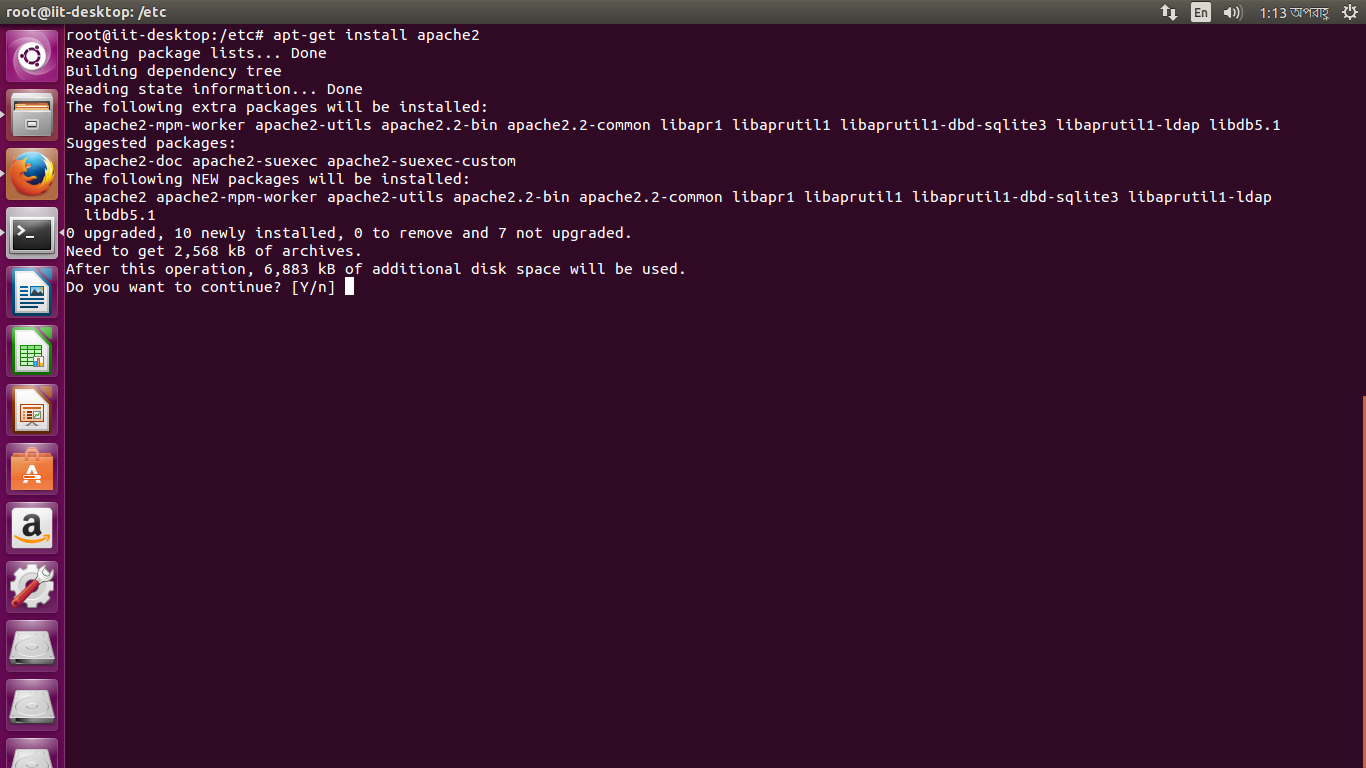 root@iit-desktop: /etc
En
1:13 অপরাহ্ণ
root@iit-desktop:/etc# apt-get install apache2
Reading package lists... Done
Building dependency tree
Reading state information... Done
The following extra packages will be installed:
apache2-mpm-worker apache2-utils apache2.2-bin apache2.2-common libapr1 libaprutil1 libaprutil1-dbd-sqlite3 libaprutil1-ldap libdb5.1
Suggested packages:
apache2-doc apache2-suexec apache2-suexec-custom
The following NEW packages will be installed:
apache2 apache2-mpm-worker apache2-utils apache2.2-bin apache2.2-common libapr1 libaprutil1 libaprutil1-dbd-sqlite3 libaprutil1-ldap
libdb5.1
0 upgraded, 10 newly installed, 0 to remove and 7 not upgraded.
Need to get 2,568 kB of archives.
After this operation, 6,883 kB of additional disk space will be used.
Do you want to continue? [Y/n]